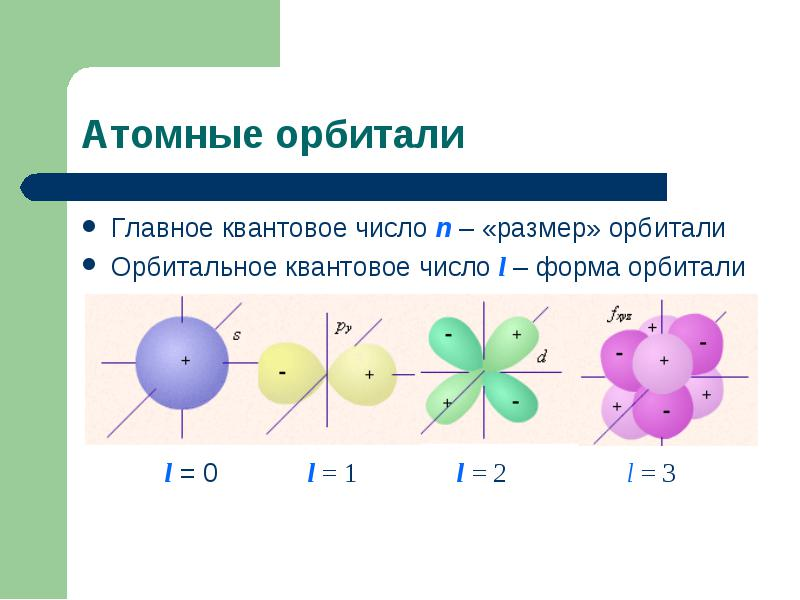 Атомные орбитали
Главное квантовое число n – «размер» орбитали
Орбитальное квантовое число l – форма орбитали
s
+
py
-
+
-
+
d
+
-
fxyz
+
-
-
+
+
+
-
l = 0
l = 1
l = 2
l = 3